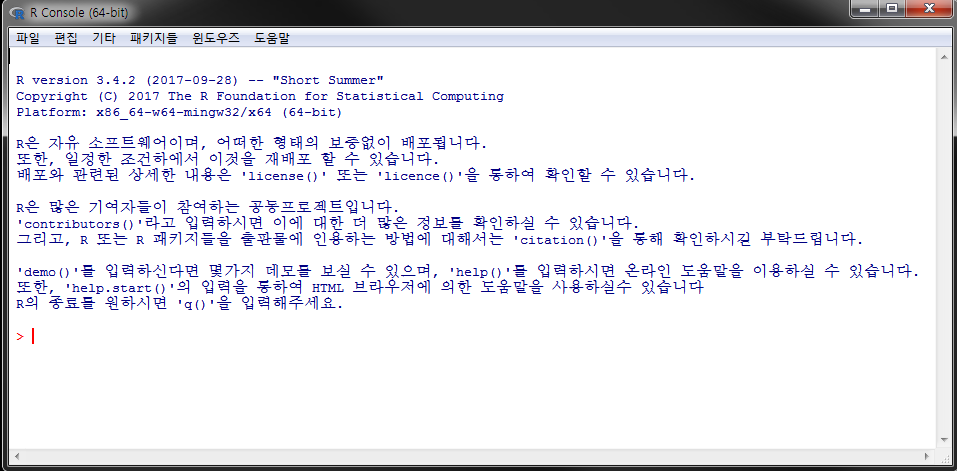 R Console (64-bit)
파일 편집 기타 패키지들 윈도우즈 도움말
R version 3.4.2 (2017-09-28) -- "Short Summer"
Copyright (C) 2017 The R Foundation for Statistical Computing
Platform: x86_64-w64-mingw32/x64 (64-bit)
R은 자유 소프트웨어이며, 어떠한 형태의 보증없이 배포됩니다.
또한, 일정한 조건하에서 이것을 재배포 할 수 있습니다.
배포와 관련된 상세한 내용은 'license()' 또는 'licence()'을 통하여 확인할 수 있습니다.
R은 많은 기여자들이 참여하는 공동프로젝트입니다.
'contributors()'라고 입력하시면 이에 대한 더 많은 정보를 확인하실 수 있습니다.
그리고, R 또는 R 패키지들을 출판물에 인용하는 방법에 대해서는 'citation()'을 통해 확인하시길 부탁드립니다.
'demo()'를 입력하신다면 몇가지 데모를 보실 수 있으며, 'help()'를 입력하시면 온라인 도움말을 이용하실 수 있습니다.
또한, 'help.start()'의 입력을 통하여 HTML 브라우저에 의한 도움말을 사용하실수 있습니다
R의 종료를 원하시면 'q()'을 입력해주세요.
>